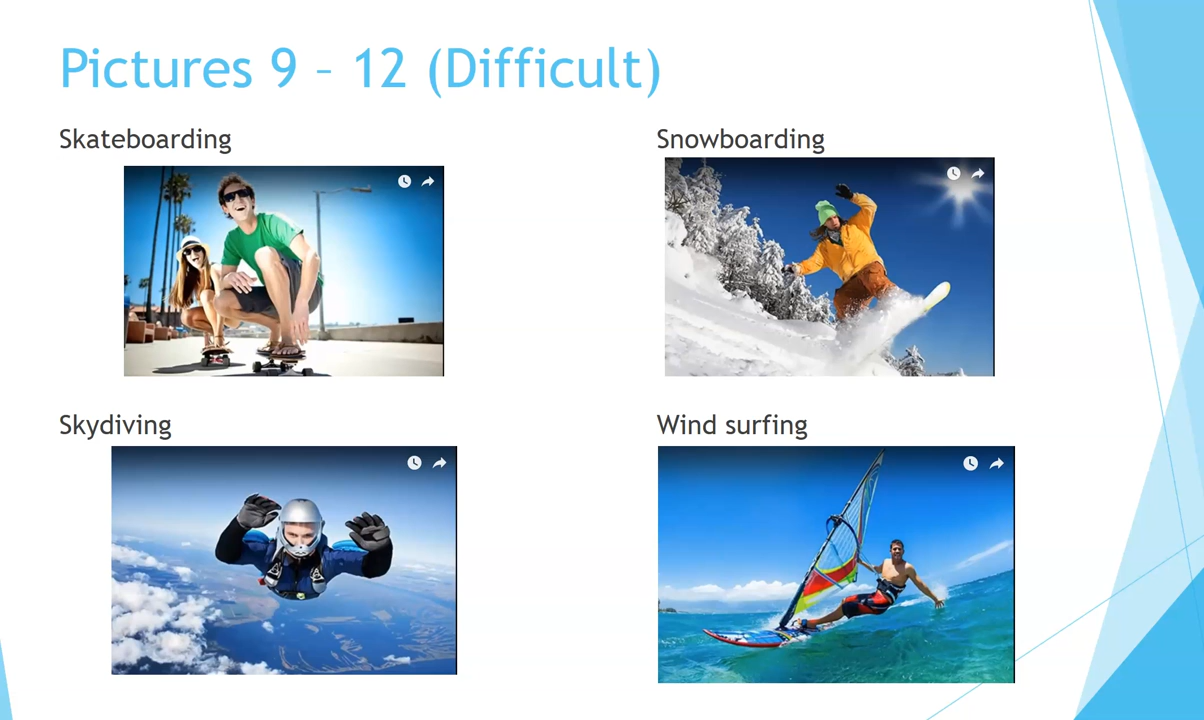 Pictures 9 – 12 (Difficult)
Skateboarding
Snowboarding
Skydiving
Wind surfing